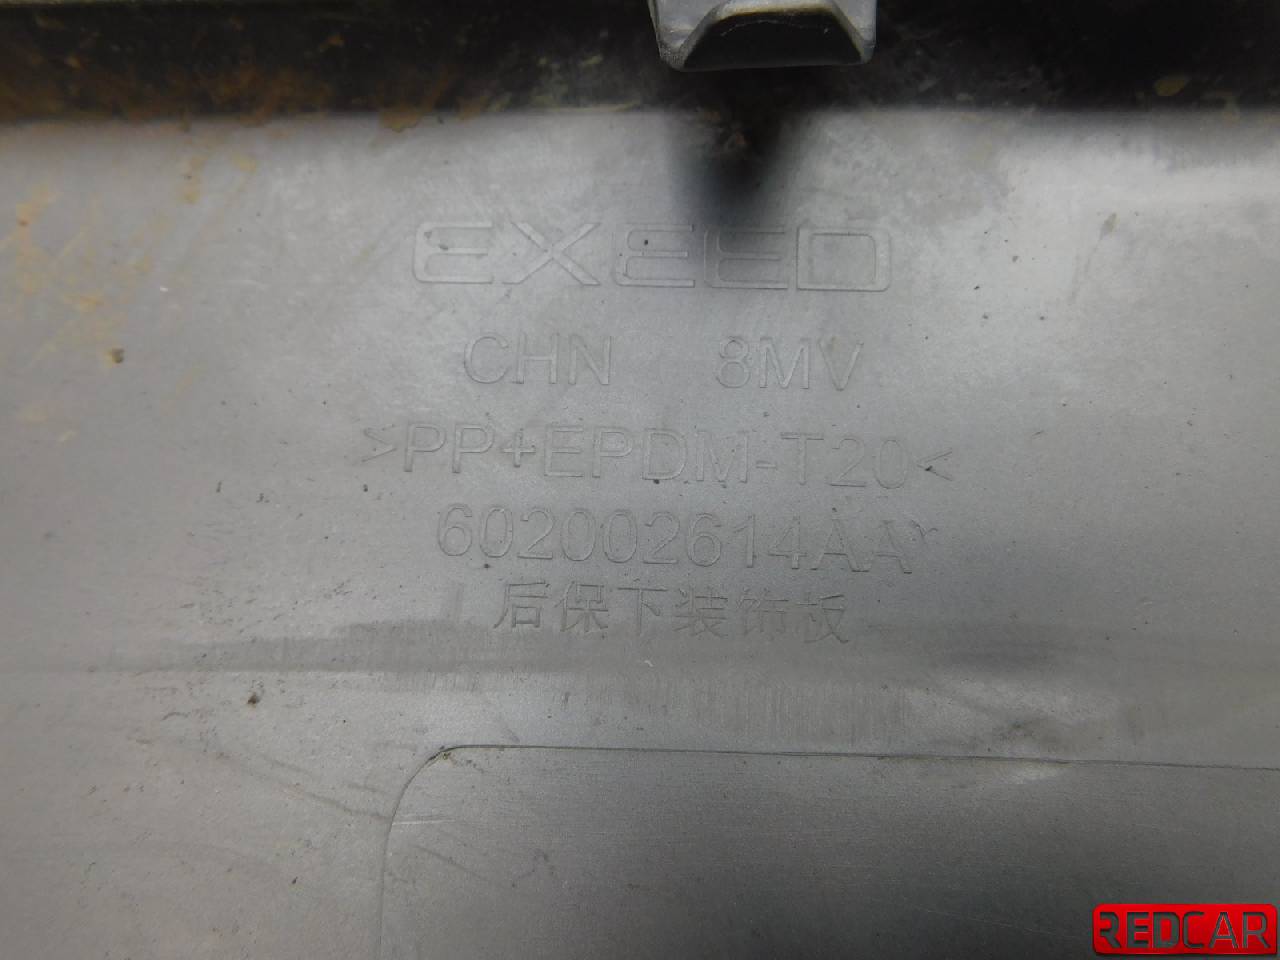 EXEED
CHN 8MV
>PP+EPDM-T20<
602002614AA
后保下装饰板
REDCAR